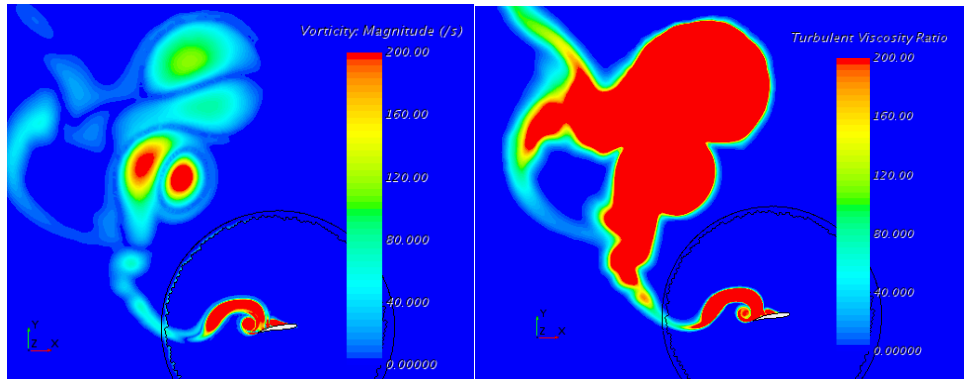 Vorticity: Magnitude (/s)
200.00
160.00
120.00
80.000
40.000
0.00000
Y
Z X
Turbulent Viscosity Ratio
200.00
160.00
120.00
80.000
40.000
0.00000
Y
Z X